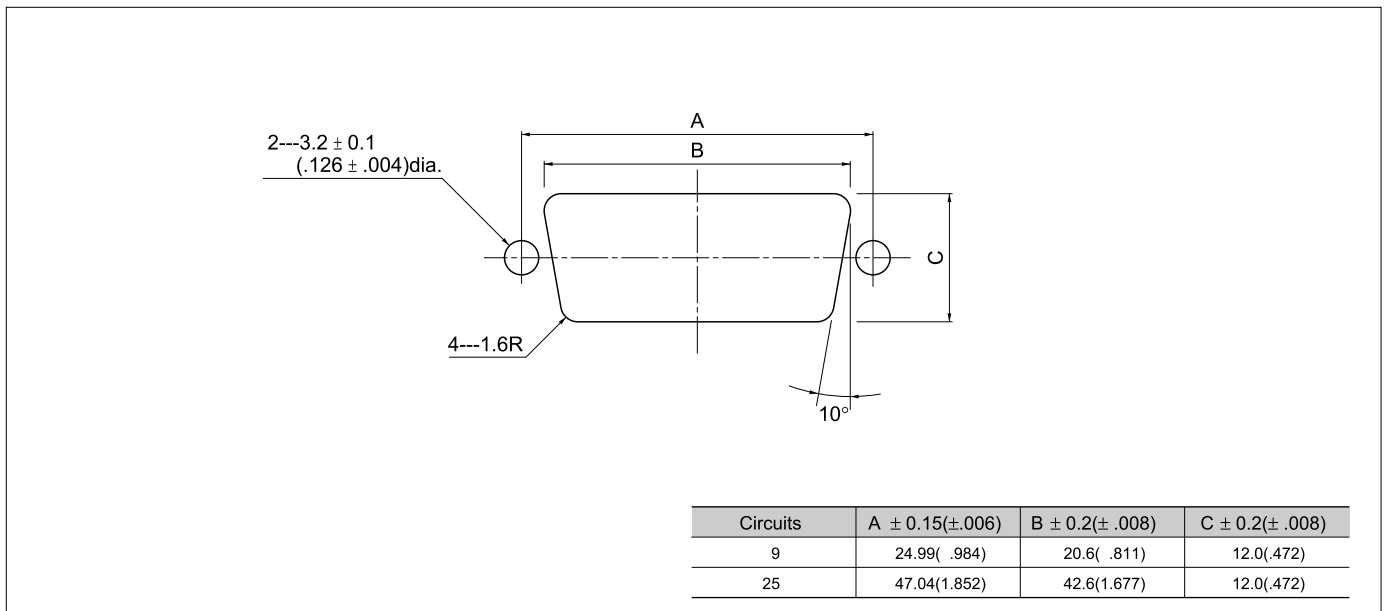 A
2---3.2 ± 0.1
(.126 ± .004)dia.
B
C
4---1.6R
10°
Circuits A ± 0.15(±.006) B ± 0.2(± .008) C ± 0.2(± .008)
9 24.99( .984) 20.6( .811) 12.0(.472)
25 47.04(1.852) 42.6(1.677) 12.0(.472)